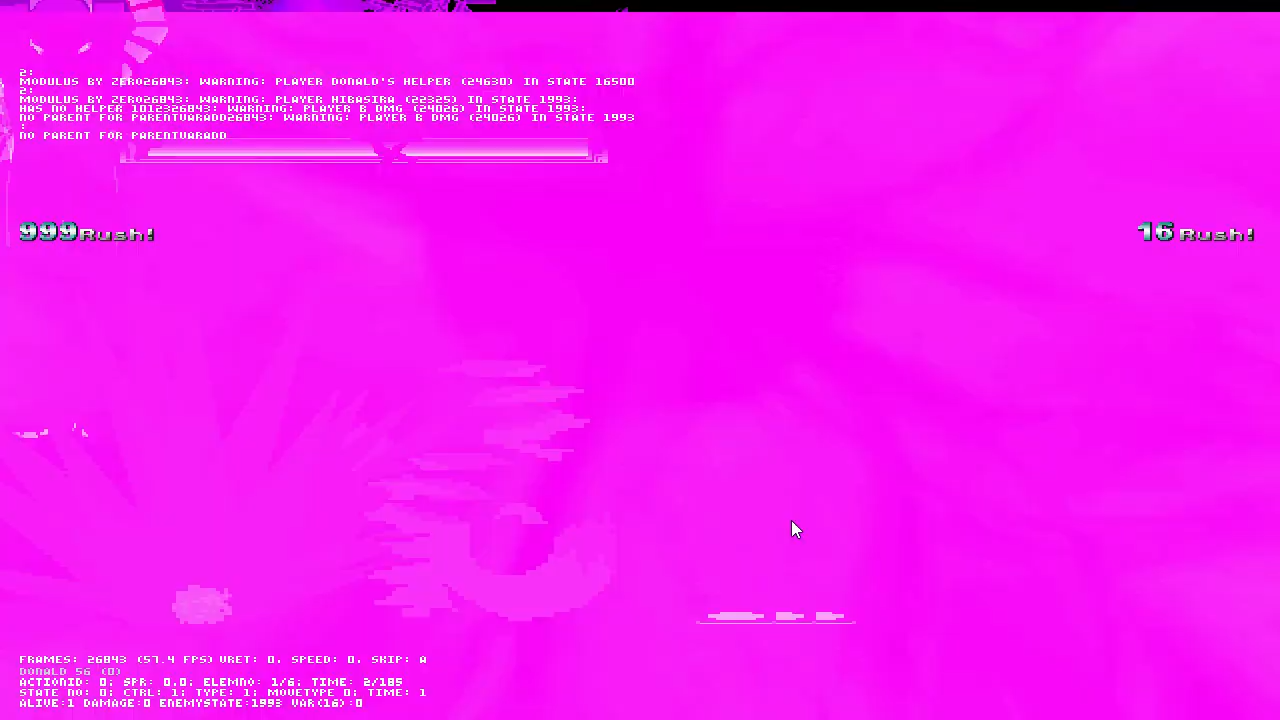 2:
MODULUS BY ZERO26843: WARNING: PLAYER DONALD'S HELPER (24630) IN STATE 16500
2:
MODULUS BY ZERO26843: WARNING: PLAYER HIBASIRA (22325) IN STATE 1993:
HAS NO HELPER 1012326843: WARNING: PLAYER B DMG (24026) IN STATE 1993:
NO PARENT FOR PARENTVARADD26843: WARNING: PLAYER B DMG (24026) IN STATE 1993
:
NO PARENT FOR PARENTVARADD
999Rush! 16Rush!
FRAMES: 26843 (57.4 FPS) VRET: 0. SPEED: 0. SKIP: A
DONALD 56 (0)
ACTIONID: 0; SPR: 0,0; ELEMNO: 1/6; TIME: 2/185
STATE NO: 0; CTRL: 1; TYPE: 1; MOVETYPE 0; TIME: 1
ALIVE:1 DAMAGE:0 ENEMYSTATE:1993 VAR(16):0